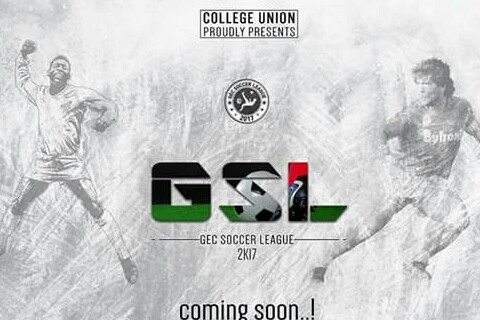 COLLEGE UNION
PROUDLY PRESENTS
GEC SOCCER LEAGUE
2017
GSL
GEC SOCCER LEAGUE
2K17
coming soon..!